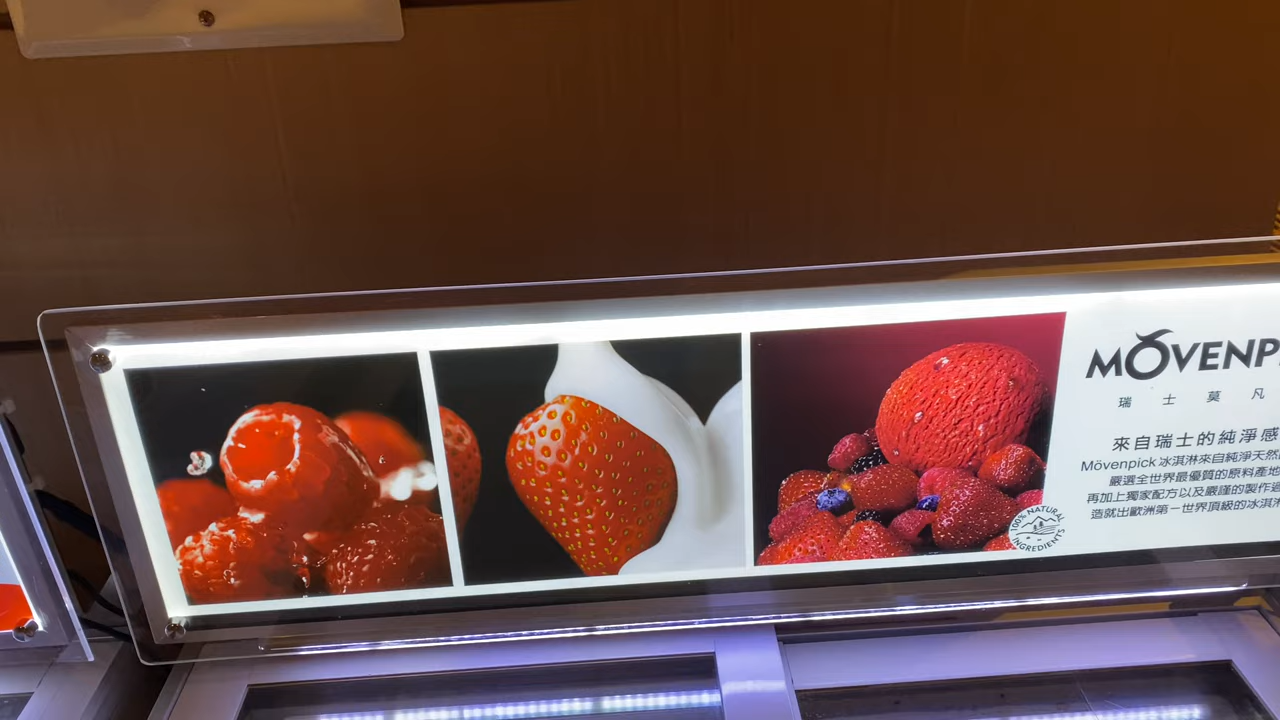 MÖVENP
瑞士莫凡
來自瑞士的純淨感
Mövenpick 冰淇淋來自純淨天然
嚴選全世界最優質的原料產地
再加上獨家配方以及嚴謹的製作過
造就出歐洲第一世界頂級的冰淇淋
100% NATURAL
INGREDIENTS